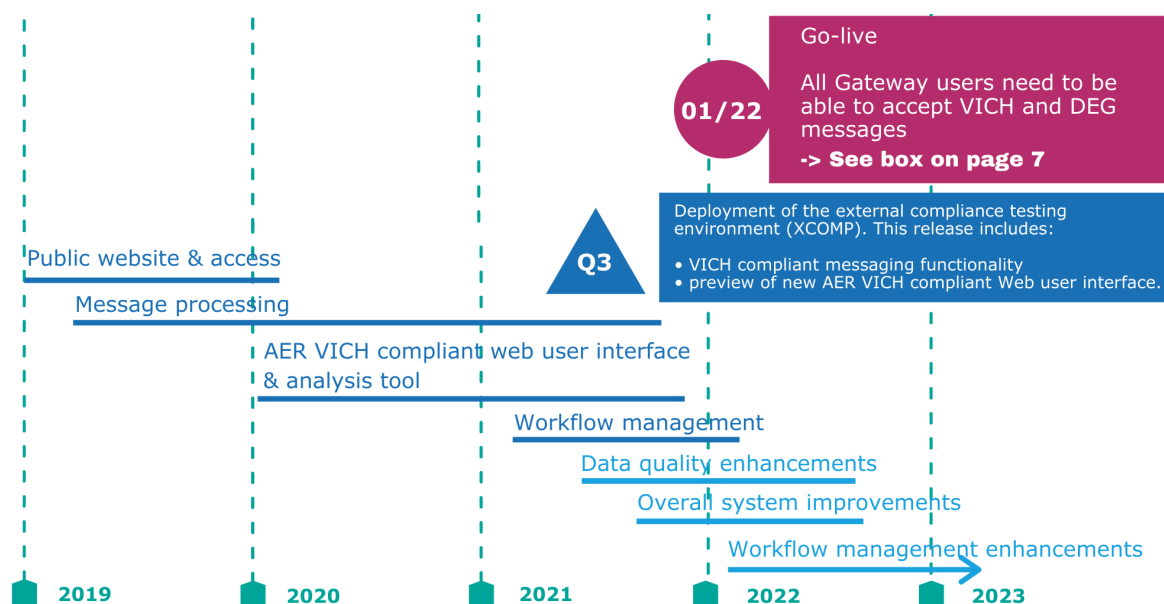 Go-live
All Gateway users need to be
able to accept VICH and DEG
messages
-> See box on page 7
01/22
Deployment of the external compliance testing
environment (XCOMP). This release includes:
• VICH compliant messaging functionality
• preview of new AER VICH compliant Web user interface.
Q3
Public website & access
Message processing
AER VICH compliant web user interface
& analysis tool
Workflow management
Data quality enhancements
Overall system improvements
Workflow management enhancements
2019
2020
2021
2022
2023